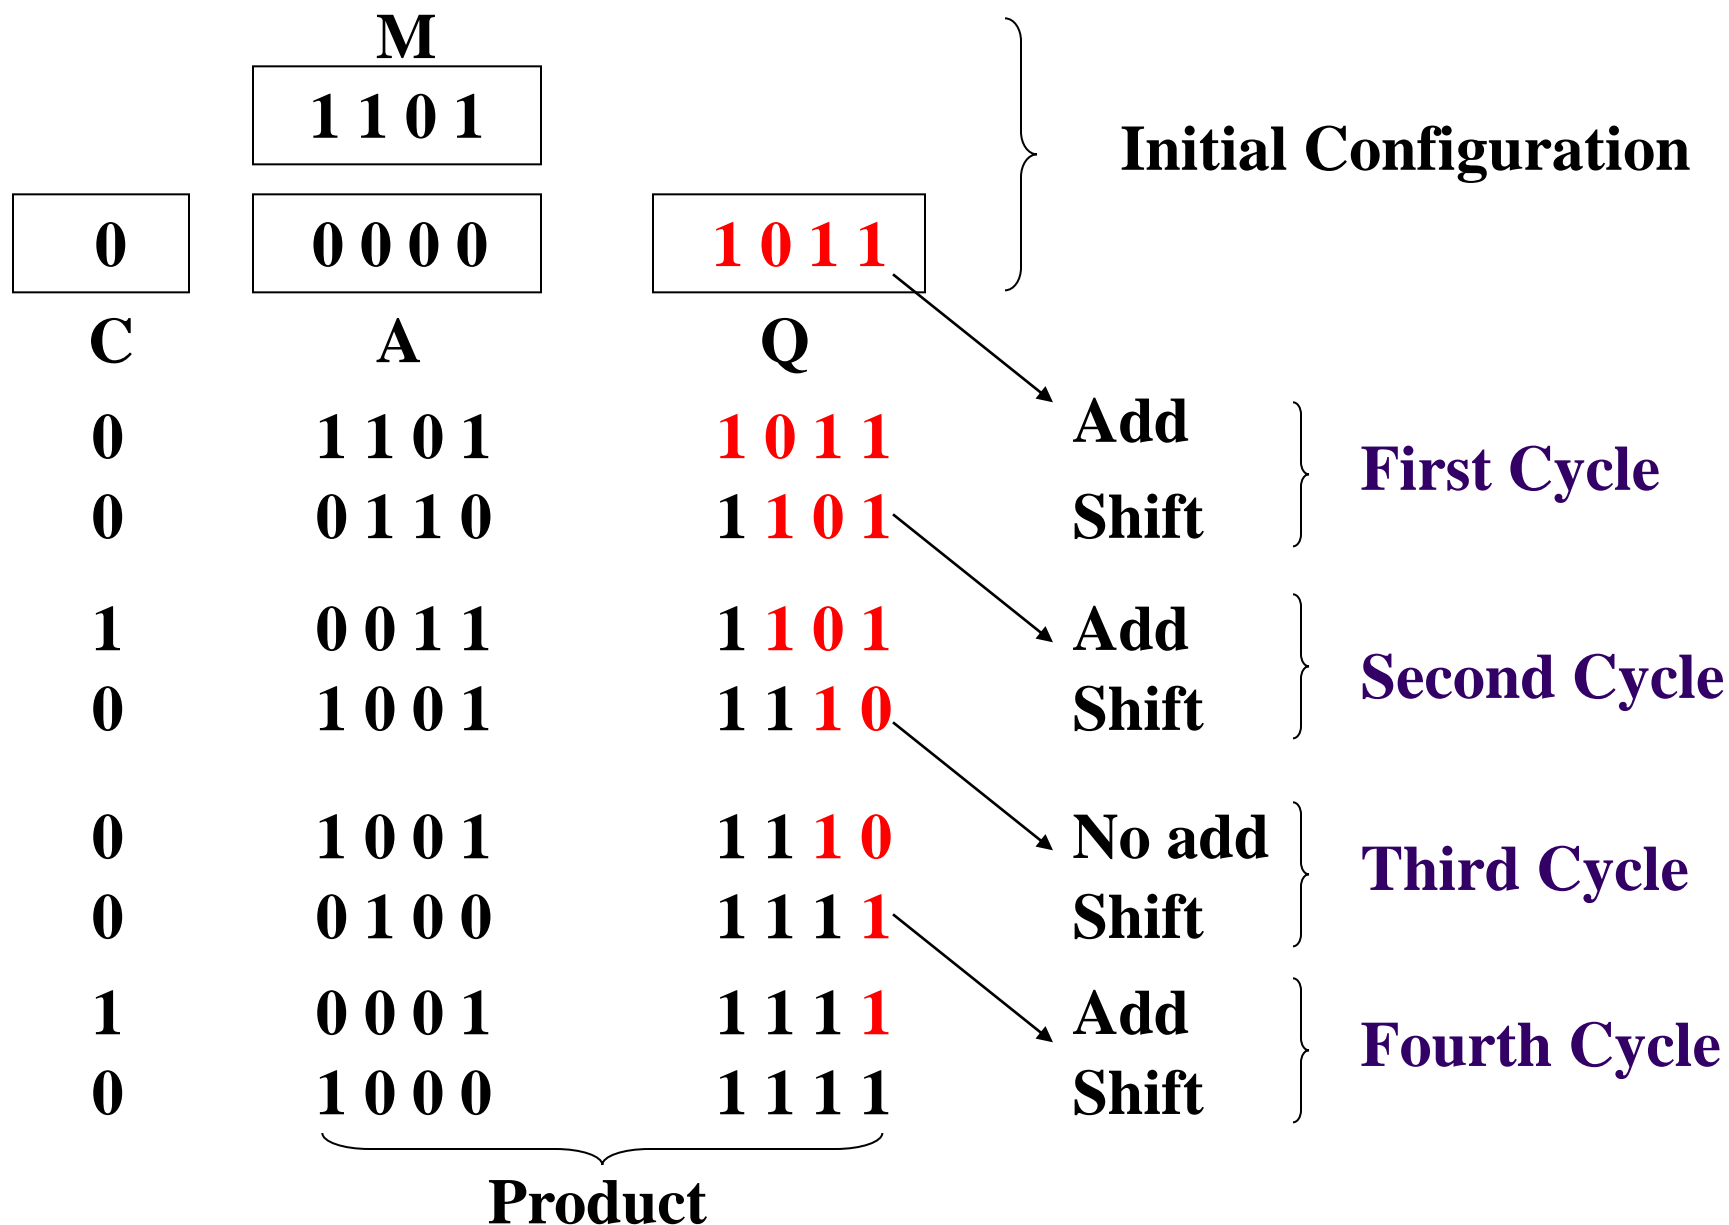 M
1 1 0 1
Initial Configuration
0 0 0 0 0 1 0 1 1
C A Q
0 1 1 0 1 1 0 1 1 Add
First Cycle
0 0 1 1 0 1 1 0 1 Shift
1 0 0 1 1 1 1 0 1 Add
Second Cycle
0 1 0 0 1 1 1 1 0 Shift
0 1 0 0 1 1 1 1 0 No add
Third Cycle
0 0 1 0 0 1 1 1 1 Shift
1 0 0 0 1 1 1 1 1 Add
Fourth Cycle
0 1 0 0 0 1 1 1 1 Shift
Product